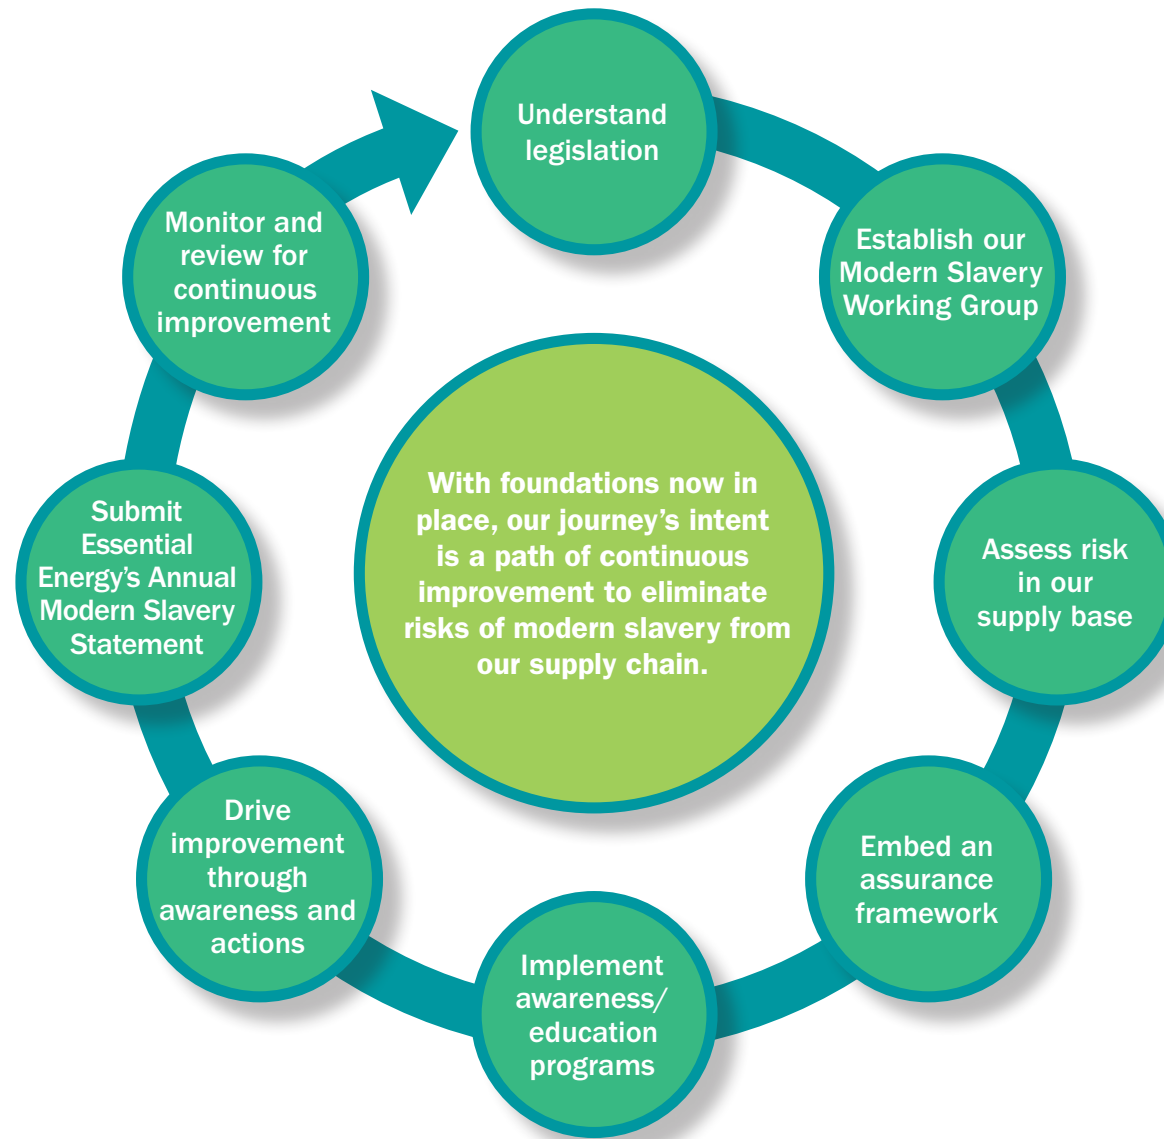 Understand
legislation
Establish our
Modern Slavery
Working Group
Assess risk
in our
supply base
Embed an
assurance
framework
Implement
awareness/
education
programs
Drive
improvement
through
awareness and
actions
Submit
Essential
Energy’s Annual
Modern Slavery
Statement
Monitor and
review for
continuous
improvement
With foundations now in
place, our journey’s intent
is a path of continuous
improvement to eliminate
risks of modern slavery from
our supply chain.